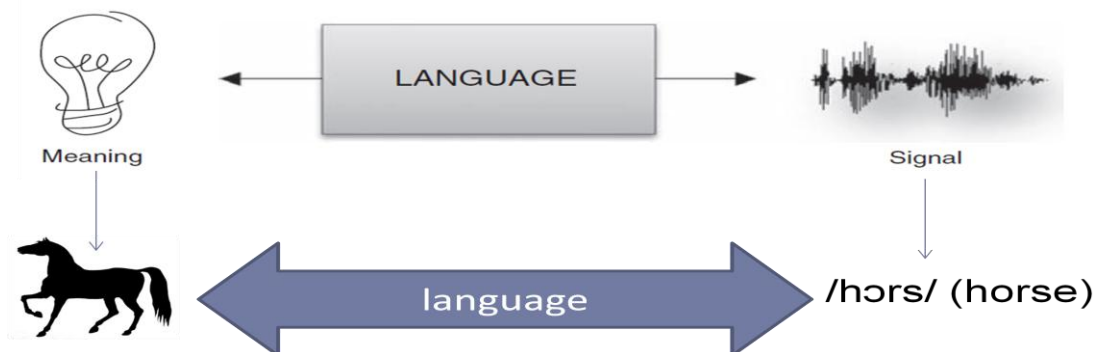 LANGUAGE
Meaning
Signal
language
/hɔrs/ (horse)